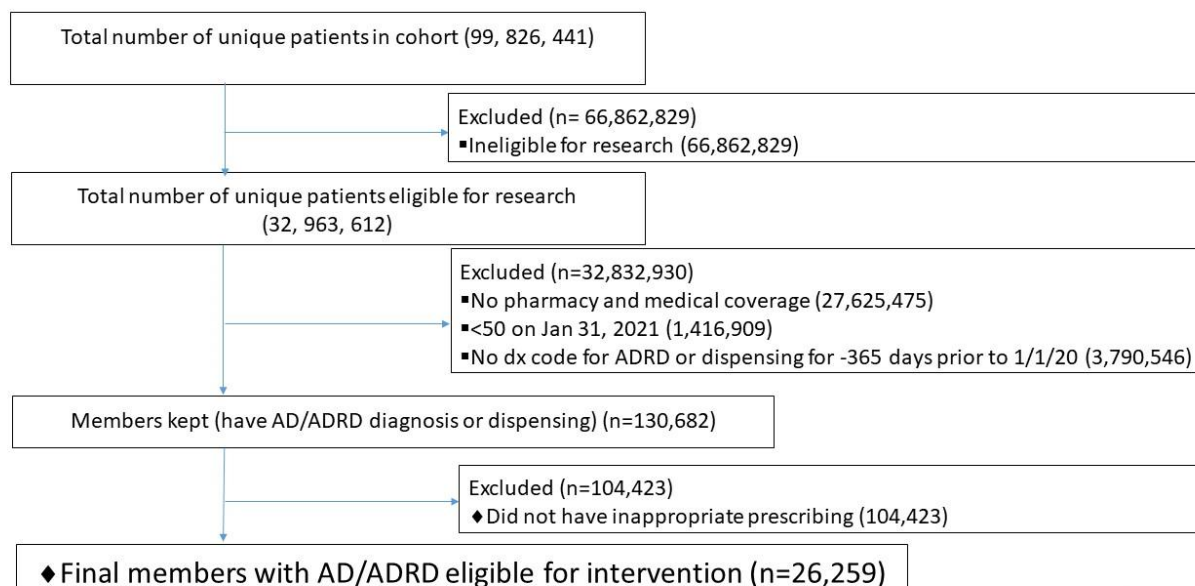 Total number of unique patients in cohort (99, 826, 441)
Excluded (n= 66,862,829)
▪Ineligible for research (66,862,829)
Total number of unique patients eligible for research
(32, 963, 612)
Excluded (n=32,832,930)
▪No pharmacy and medical coverage (27,625,475)
▪<50 on Jan 31, 2021 (1,416,909)
▪No dx code for ADRD or dispensing for -365 days prior to 1/1/20 (3,790,546)
Members kept (have AD/ADRD diagnosis or dispensing) (n=130,682)
Excluded (n=104,423)
♦Did not have inappropriate prescribing (104,423)
♦Final members with AD/ADRD eligible for intervention (n=26,259)